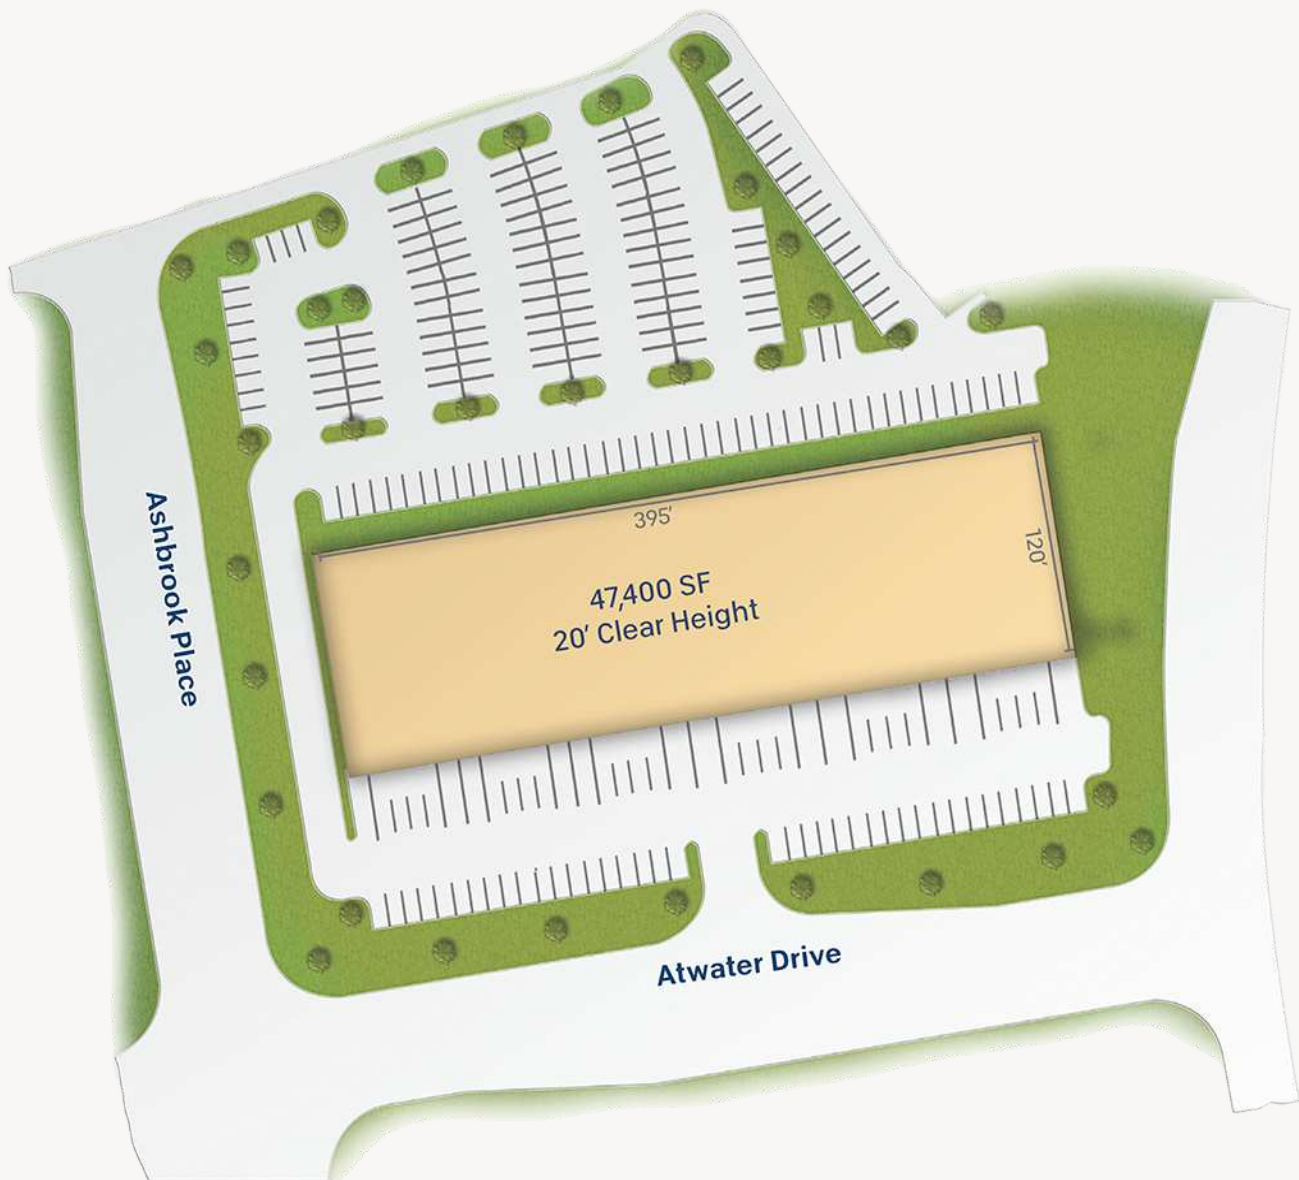 395'
120'
47,400 SF
20' Clear Height
Ashbrook Place
Atwater Drive